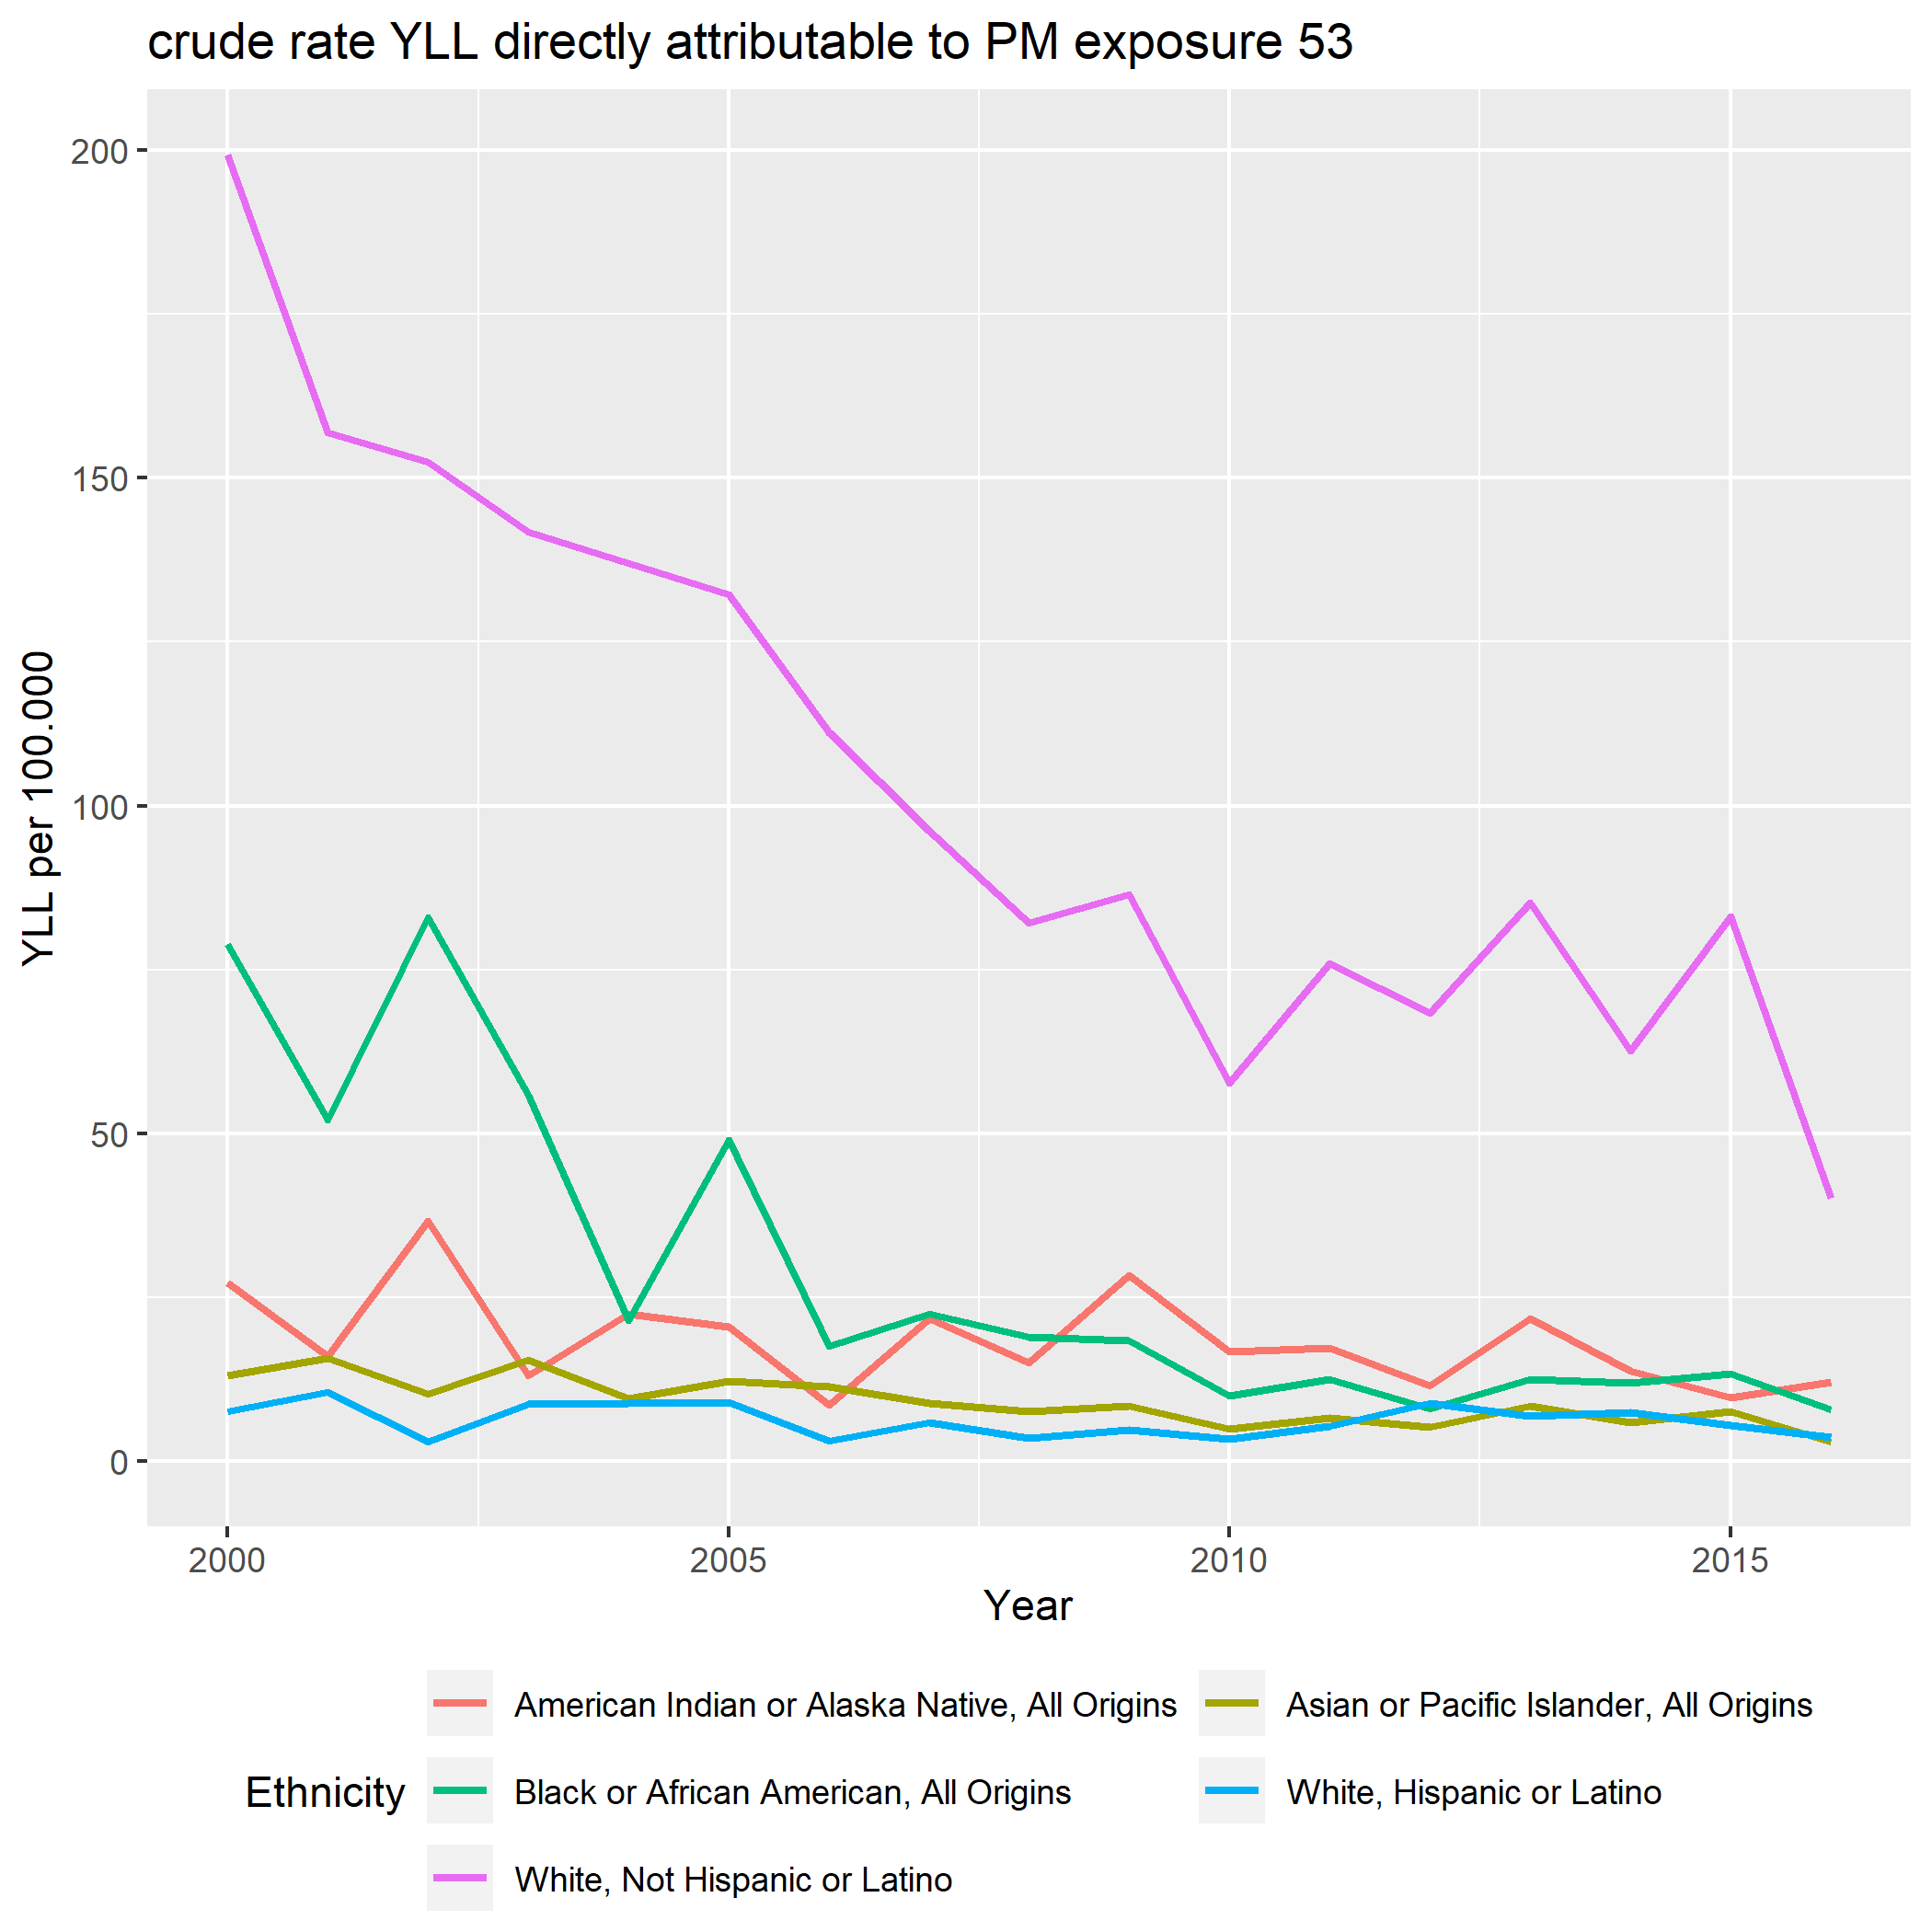 crude rate YLL directly attributable to PM exposure 53
YLL per 100.000
200
150
100
50
0
2000 2005 2010 2015
Year
Ethnicity
American Indian or Alaska Native, All Origins
Asian or Pacific Islander, All Origins
Black or African American, All Origins
White, Hispanic or Latino
White, Not Hispanic or Latino